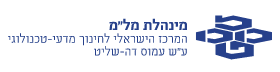 מינהלת מל״מ
המרכז הישראלי לחינוך מדעי-טכנולוגי
ע״ש עמוס דה-שליט